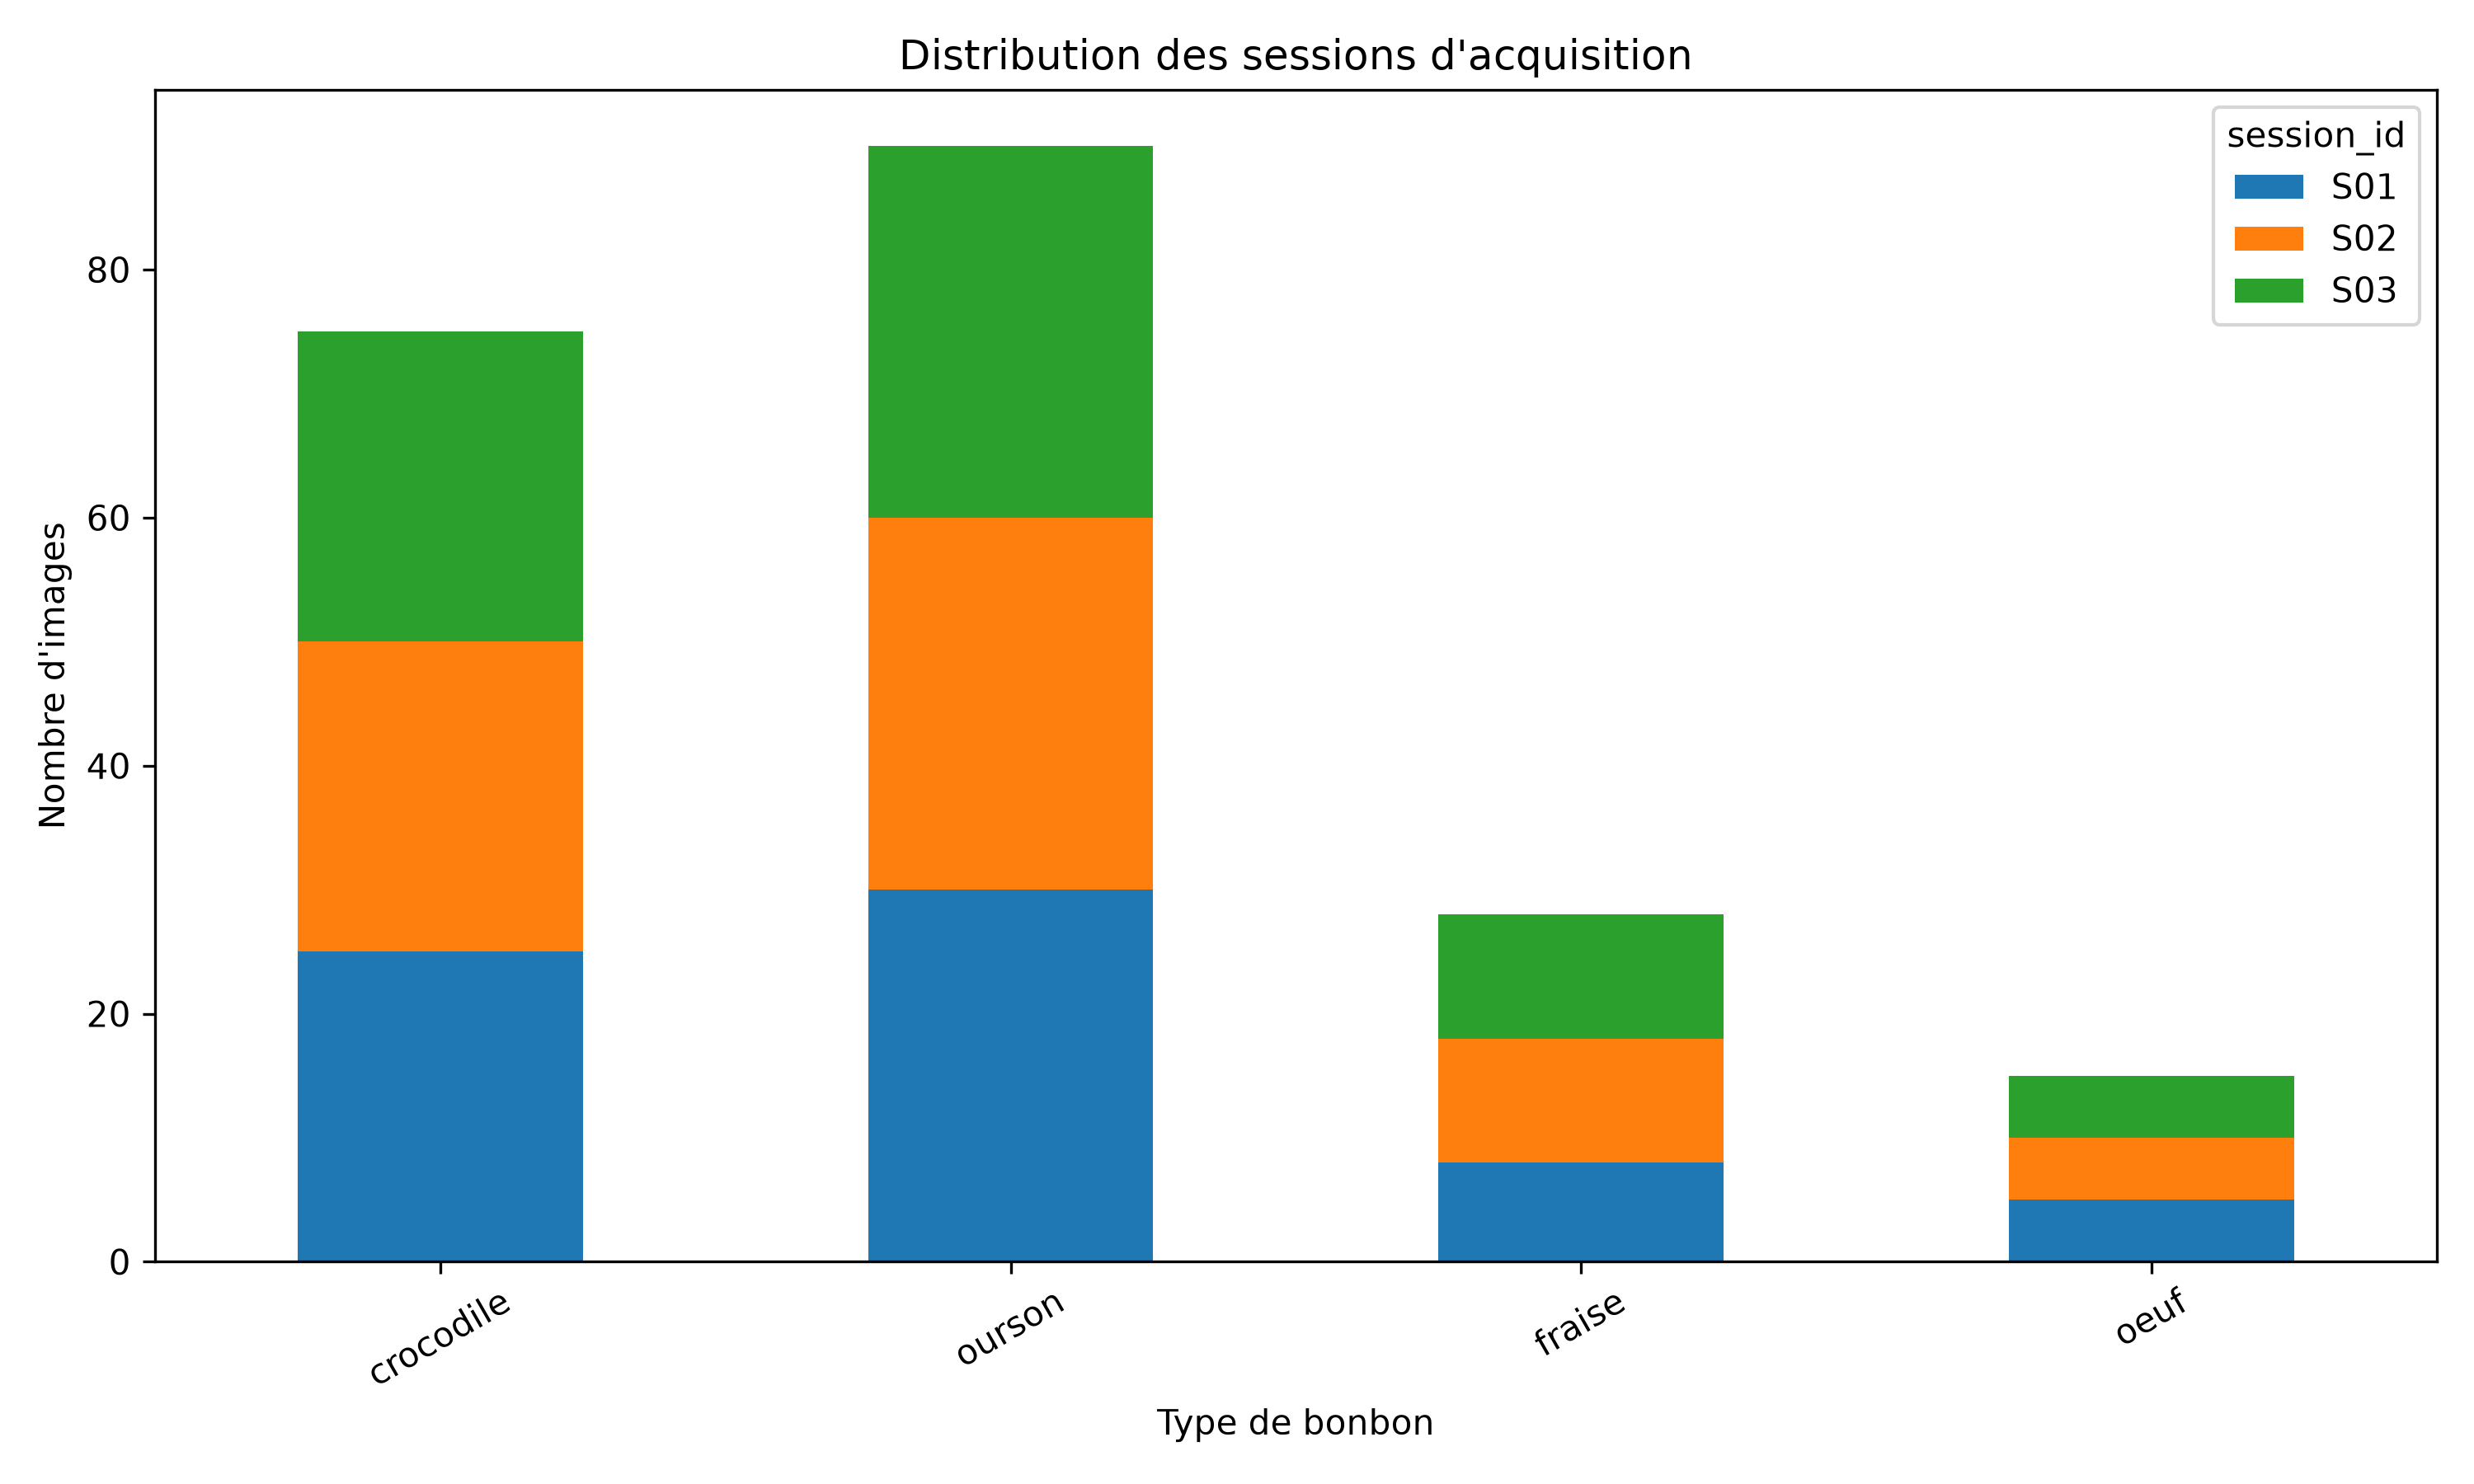 Distribution des sessions d'acquisition
session_id
S01
S02
S03
Nombre d'images
80
60
40
20
0
crocodile
ourson
fraise
oeuf
Type de bonbon